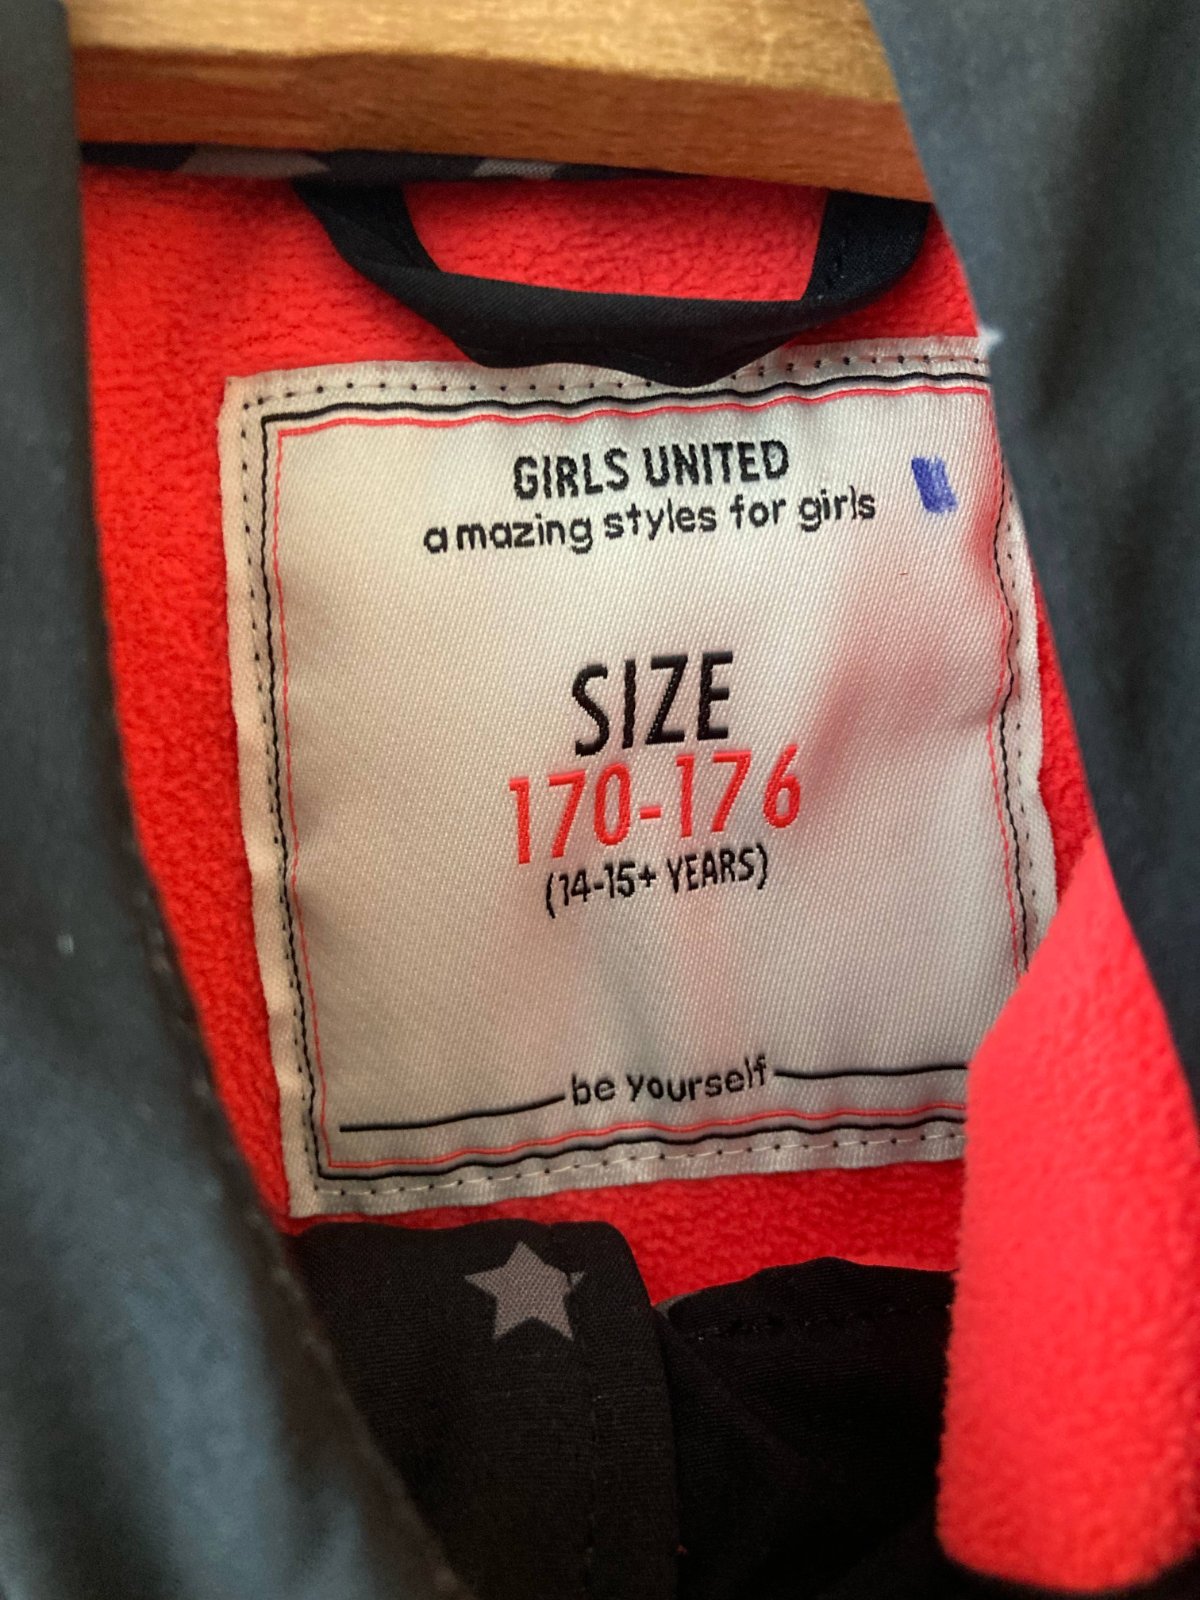 GIRLS UNITED
amazing styles for girls
SIZE
170-176
(14-15+ YEARS)
be yourself